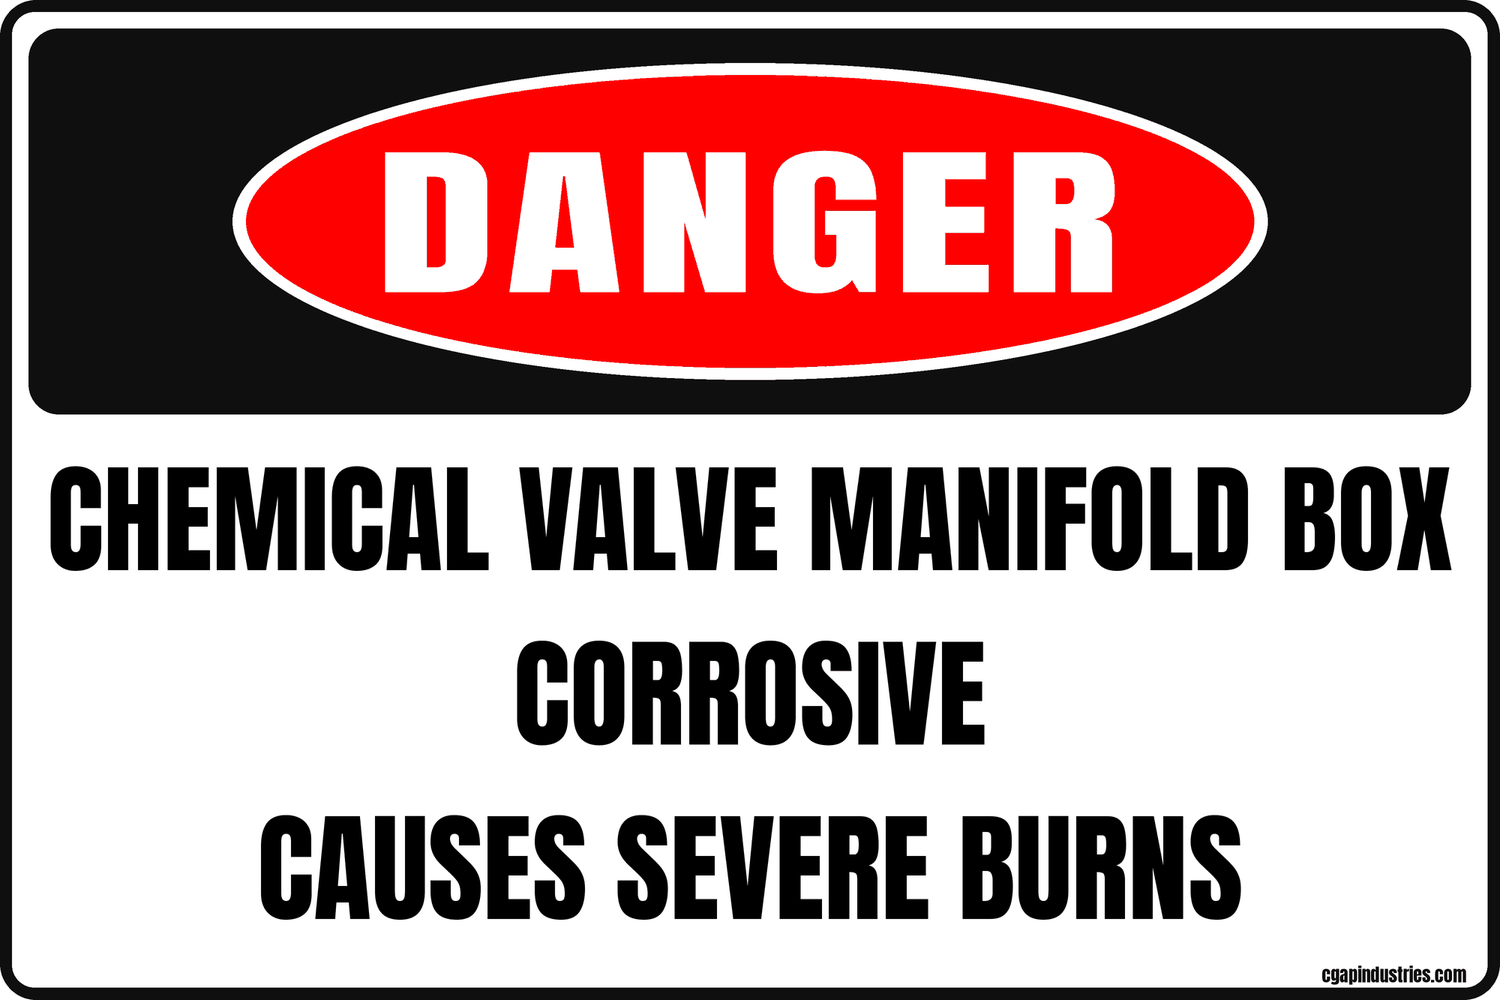 DANGER
CHEMICAL VALVE MANIFOLD BOX
CORROSIVE
CAUSES SEVERE BURNS
cgapindustries.com